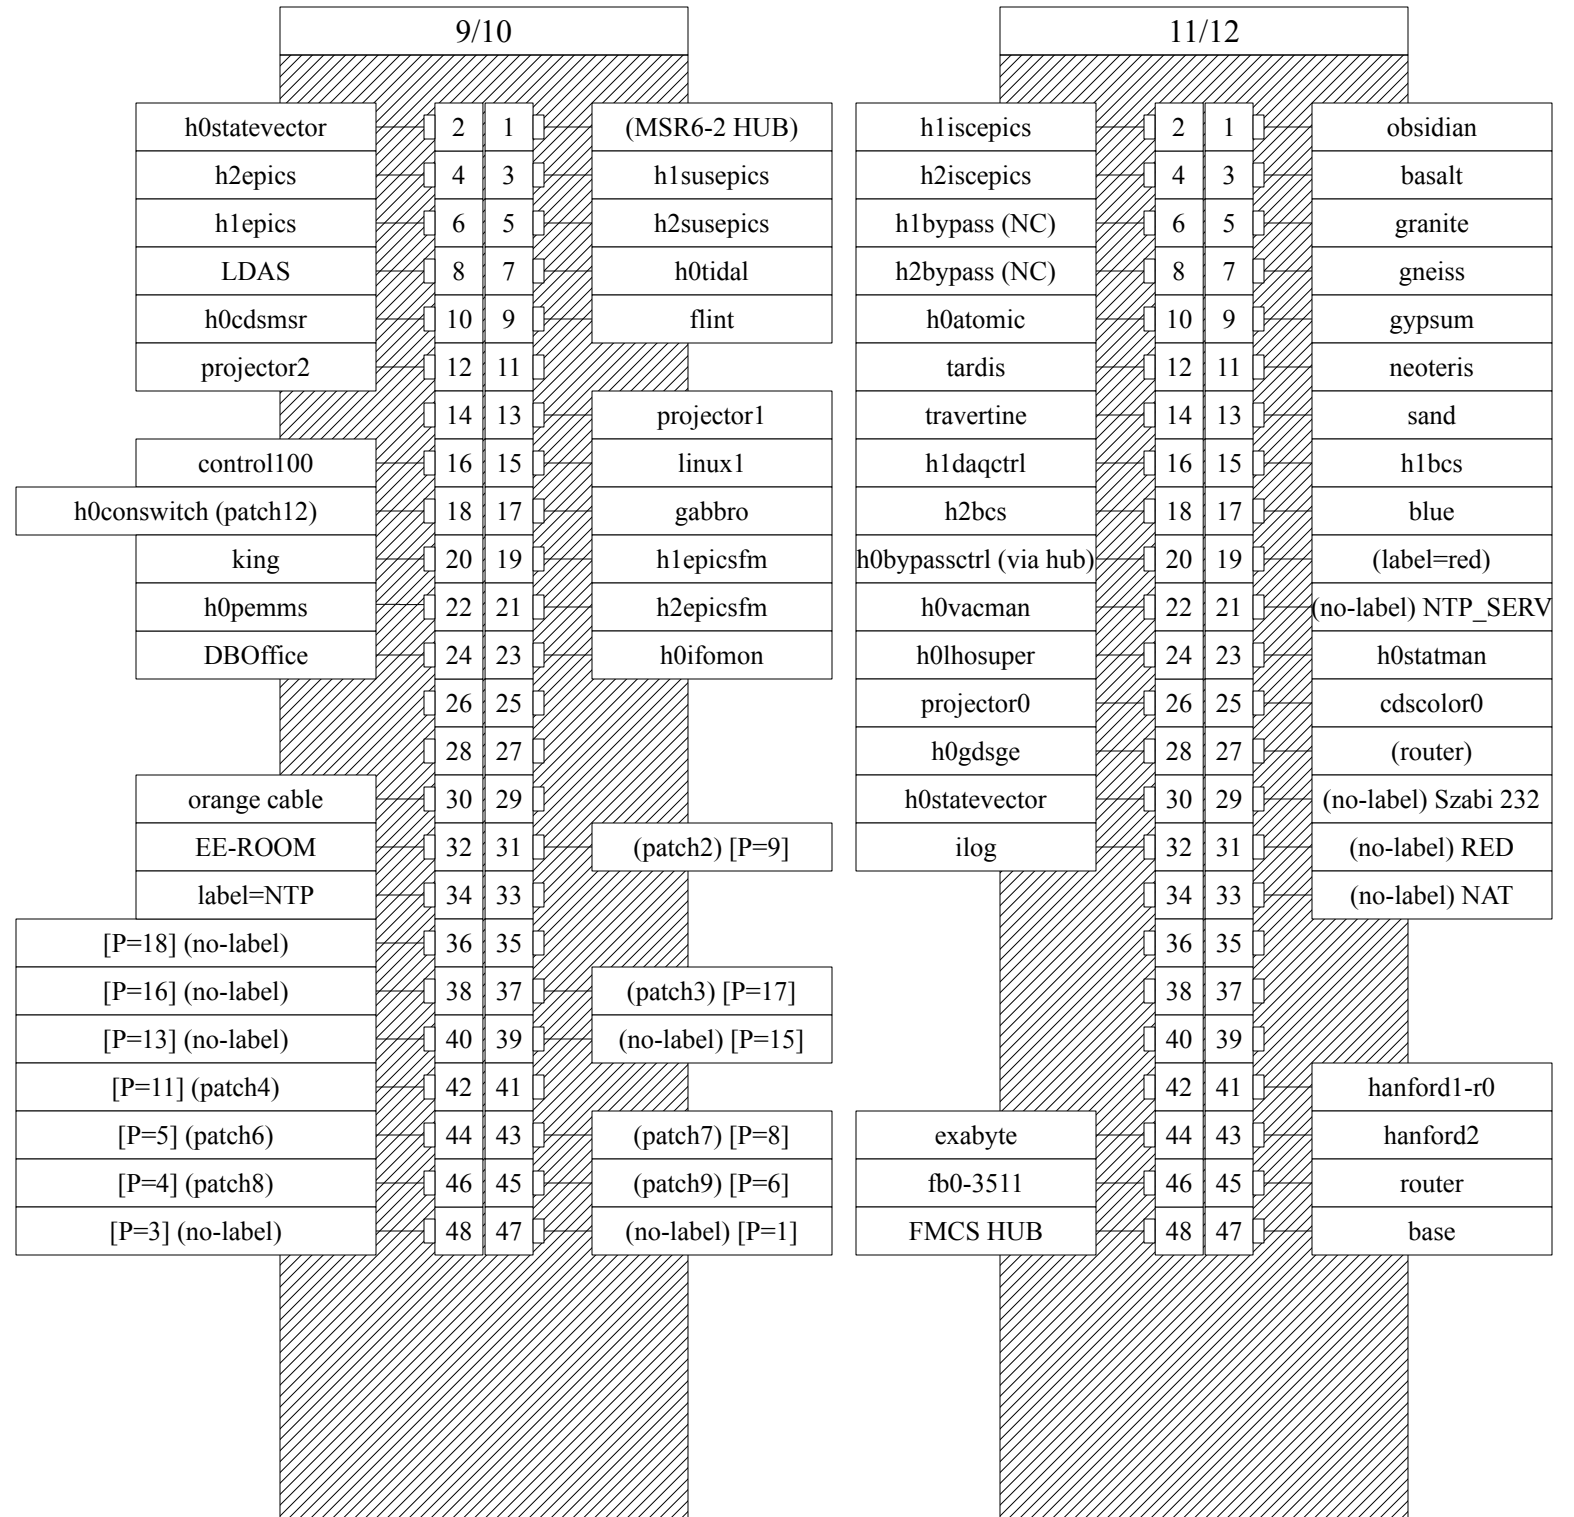 9/10
h0statevector 2 1 (MSR6-2 HUB)
h2epics 4 3 h1susepics
h1epics 6 5 h2susepics
LDAS 8 7 h0tidal
h0cdsmsr 10 9 flint
projector2 12 11
14 13 projector1
control100 16 15 linux1
h0conswitch (patch12) 18 17 gabbro
king 20 19 h1epicsfm
h0pemms 22 21 h2epicsfm
DBOffice 24 23 h0ifomon
26 25
28 27
orange cable 30 29
EE-ROOM 32 31 (patch2) [P=9]
label=NTP 34 33
[P=18] (no-label) 36 35
[P=16] (no-label) 38 37 (patch3) [P=17]
[P=13] (no-label) 40 39 (no-label) [P=15]
[P=11] (patch4) 42 41
[P=5] (patch6) 44 43 (patch7) [P=8]
[P=4] (patch8) 46 45 (patch9) [P=6]
[P=3] (no-label) 48 47 (no-label) [P=1]
11/12
h1iscepics 2 1 obsidian
h2iscepics 4 3 basalt
h1bypass (NC) 6 5 granite
h2bypass (NC) 8 7 gneiss
h0atomic 10 9 gypsum
tardis 12 11 neoteris
travertine 14 13 sand
h1daqctrl 16 15 h1bcs
h2bcs 18 17 blue
h0bypassctrl (via hub) 20 19 (label=red)
h0vacman 22 21 (no-label) NTP_SERV
h0lhosuper 24 23 h0statman
projector0 26 25 cdscolor0
h0gdsge 28 27 (router)
h0statevector 30 29 (no-label) Szabi 232
ilog 32 31 (no-label) RED
34 33 (no-label) NAT
36 35
38 37
40 39
42 41 hanford1-r0
exabyte 44 43 hanford2
fb0-3511 46 45 router
FMCS HUB 48 47 base